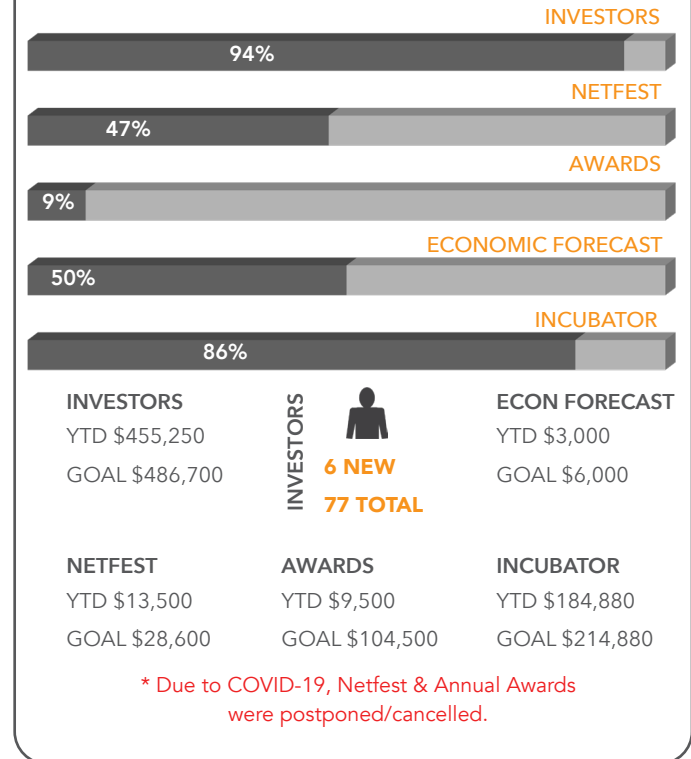 INVESTORS
94%
NETFEST
47%
AWARDS
9%
ECONOMIC FORECAST
50%
INCUBATOR
86%
INVESTORS
YTD $455,250
GOAL $486,700
INVESTORS
6 NEW
77 TOTAL
ECON FORECAST
YTD $3,000
GOAL $6,000
NETFEST
YTD $13,500
GOAL $28,600
AWARDS
YTD $9,500
GOAL $104,500
INCUBATOR
YTD $184,880
GOAL $214,880
* Due to COVID-19, Netfest & Annual Awards
were postponed/cancelled.